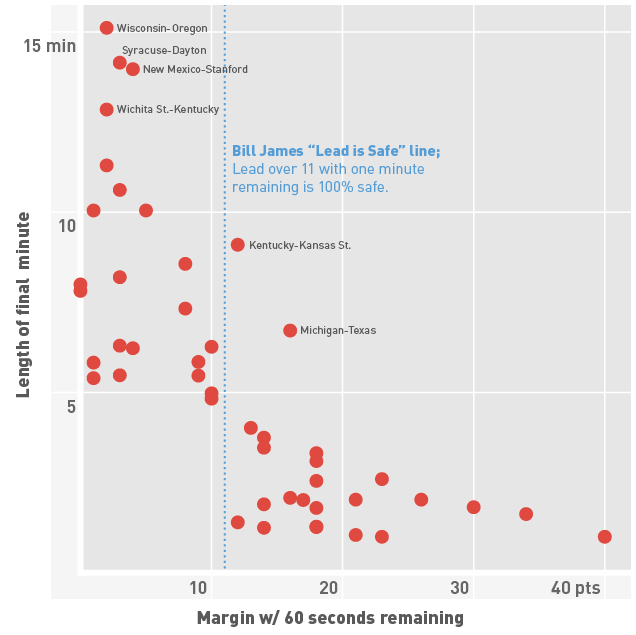 Wisconsin-Oregon
15 min
Syracuse-Dayton
New Mexico-Stanford
Wichita St.-Kentucky
Bill James “Lead is Safe” line;
Lead over 11 with one minute
remaining is 100% safe.
10
Kentucky-Kansas St.
Length of final minute
Michigan-Texas
5
10
20
30
40 pts
Margin w/ 60 seconds remaining